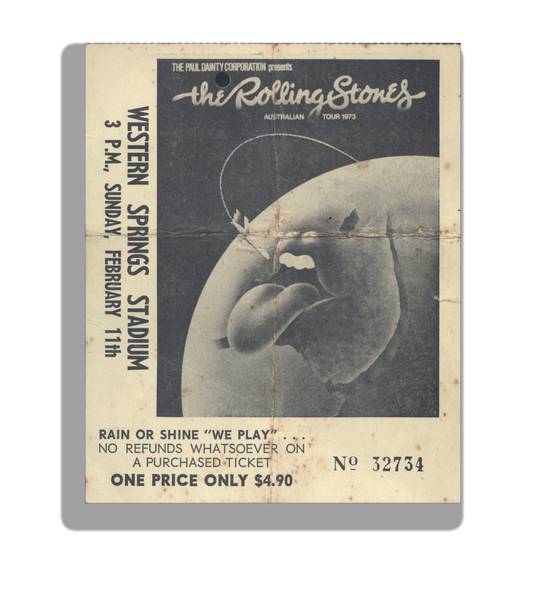 THE PAUL DAINTY CORPORATION presents
the Rolling Stones
AUSTRALIAN TOUR 1973
WESTERN SPRINGS STADIUM
3 P.M., SUNDAY, FEBRUARY 11th
RAIN OR SHINE "WE PLAY" . . .
NO REFUNDS WHATSOEVER ON
A PURCHASED TICKET
ONE PRICE ONLY $4.90
Nº 32734